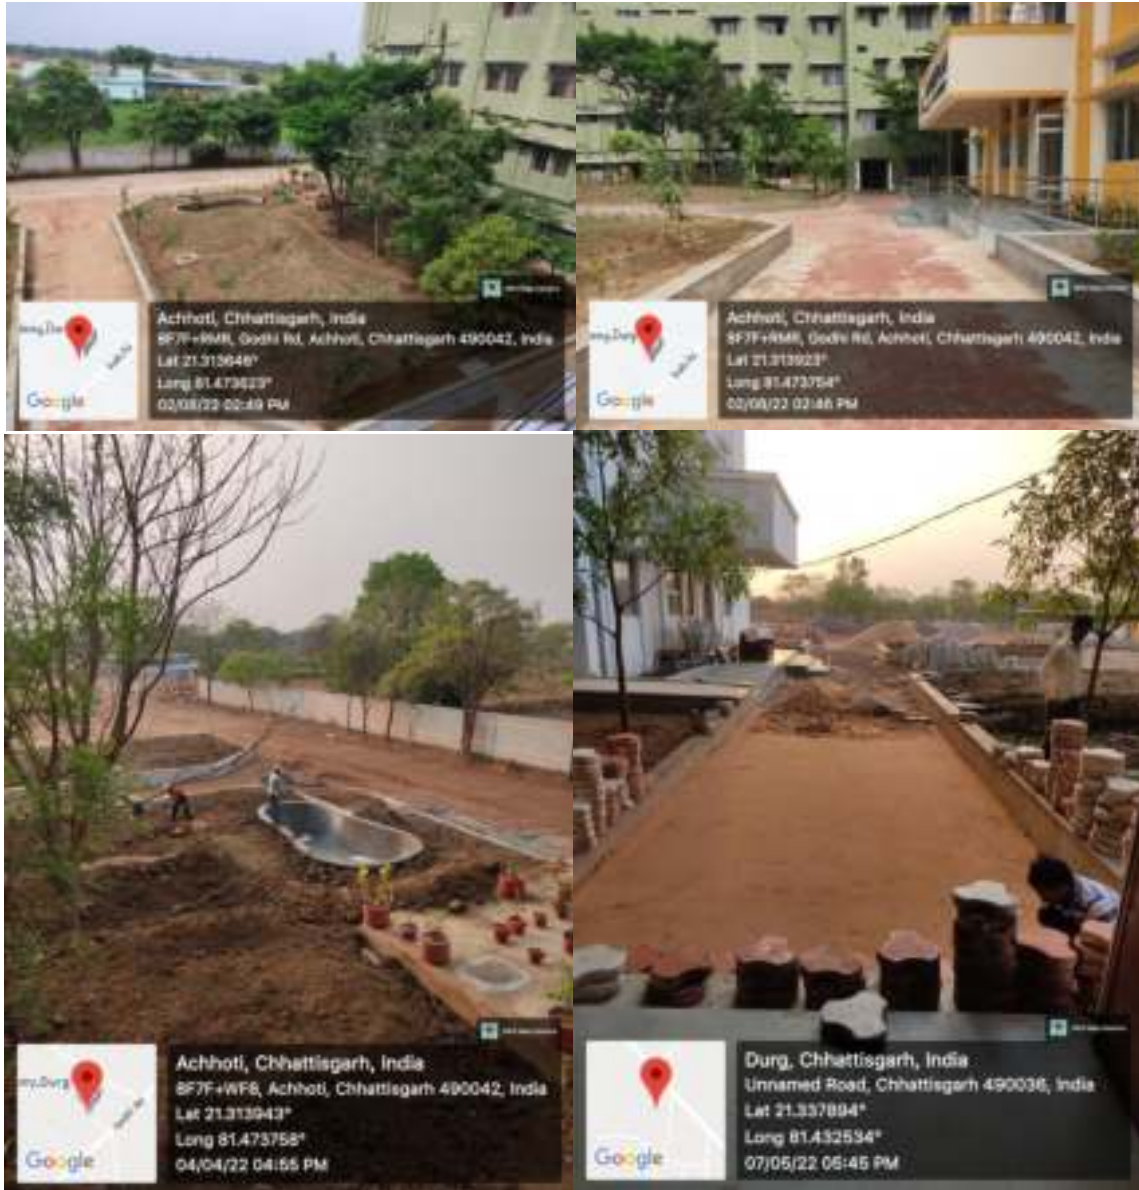 Achhoti, Chhattisgarh, India
8F7F+RMR, Godhi Rd, Achhoti, Chhattisgarh 490042, India
Lat 21.313646°
Long 81.473623°
Google
02/08/22 02:49 PM
Achhoti, Chhattisgarh, India
8F7F+RMR, Godhi Rd, Achhoti, Chhattisgarh 490042, India
Lat 21.313923°
Long 81.473754°
Google
02/08/22 02:46 PM
Achhoti, Chhattisgarh, India
8F7F+WFB, Achhoti, Chhattisgarh 490042, India
Lat 21.313943°
Long 81.473758°
Google
04/04/22 04:55 PM
Durg, Chhattisgarh, India
Unnamed Road, Chhattisgarh 490036, India
Lat 21.337894°
Long 81.432534°
Google
07/05/22 05:45 PM